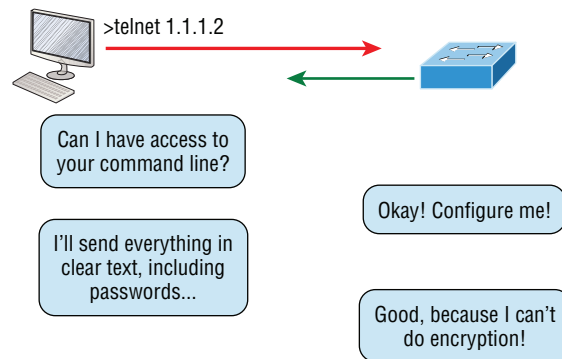 >telnet 1.1.1.2
Can I have access to
your command line?
Okay! Configure me!
I'll send everything in
clear text, including
passwords...
Good, because I can't
do encryption!